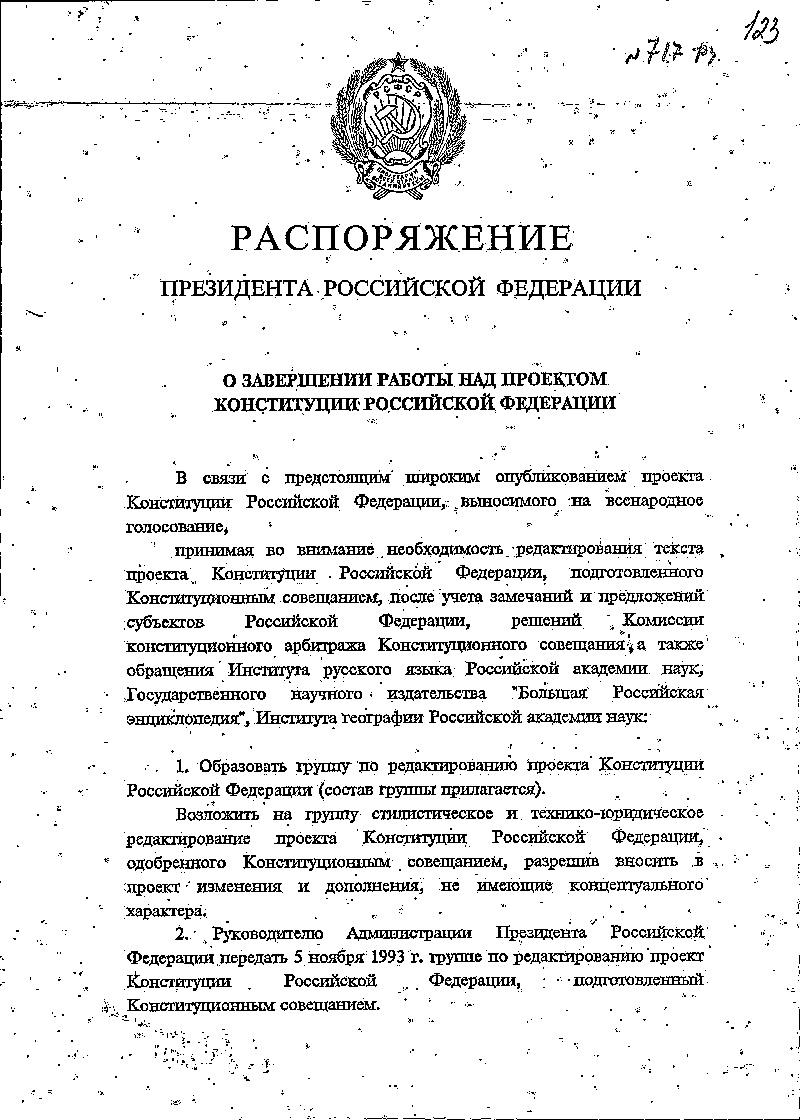 123
№ 717-рп
РСФСР
РАСПОРЯЖЕНИЕ
ПРЕЗИДЕНТА РОССИЙСКОЙ ФЕДЕРАЦИИ
О ЗАВЕРШЕНИИ РАБОТЫ НАД ПРОЕКТОМ
КОНСТИТУЦИИ РОССИЙСКОЙ ФЕДЕРАЦИИ
В связи с предстоящим широким опубликованием проекта
Конституции Российской Федерации, выносимого на всенародное
голосование,
принимая во внимание необходимость редактирования текста
проекта Конституции Российской Федерации, подготовленного
Конституционным совещанием, после учета замечаний и предложений
субъектов Российской Федерации, решений Комиссии
конституционного арбитража Конституционного совещания, а также
обращения Института русского языка Российской академии наук,
Государственного научного издательства "Большая Российская
энциклопедия", Института географии Российской академии наук:
1. Образовать группу по редактированию проекта Конституции
Российской Федерации (состав группы прилагается).
Возложить на группу стилистическое и технико-юридическое
редактирование проекта Конституции Российской Федерации,
одобренного Конституционным совещанием, разрешив вносить в
проект изменения и дополнения, не имеющие концептуального
характера.
2. Руководителю Администрации Президента Российской
Федерации передать 5 ноября 1993 г. группе по редактированию проект
Конституции Российской Федерации, подготовленный
Конституционным совещанием.